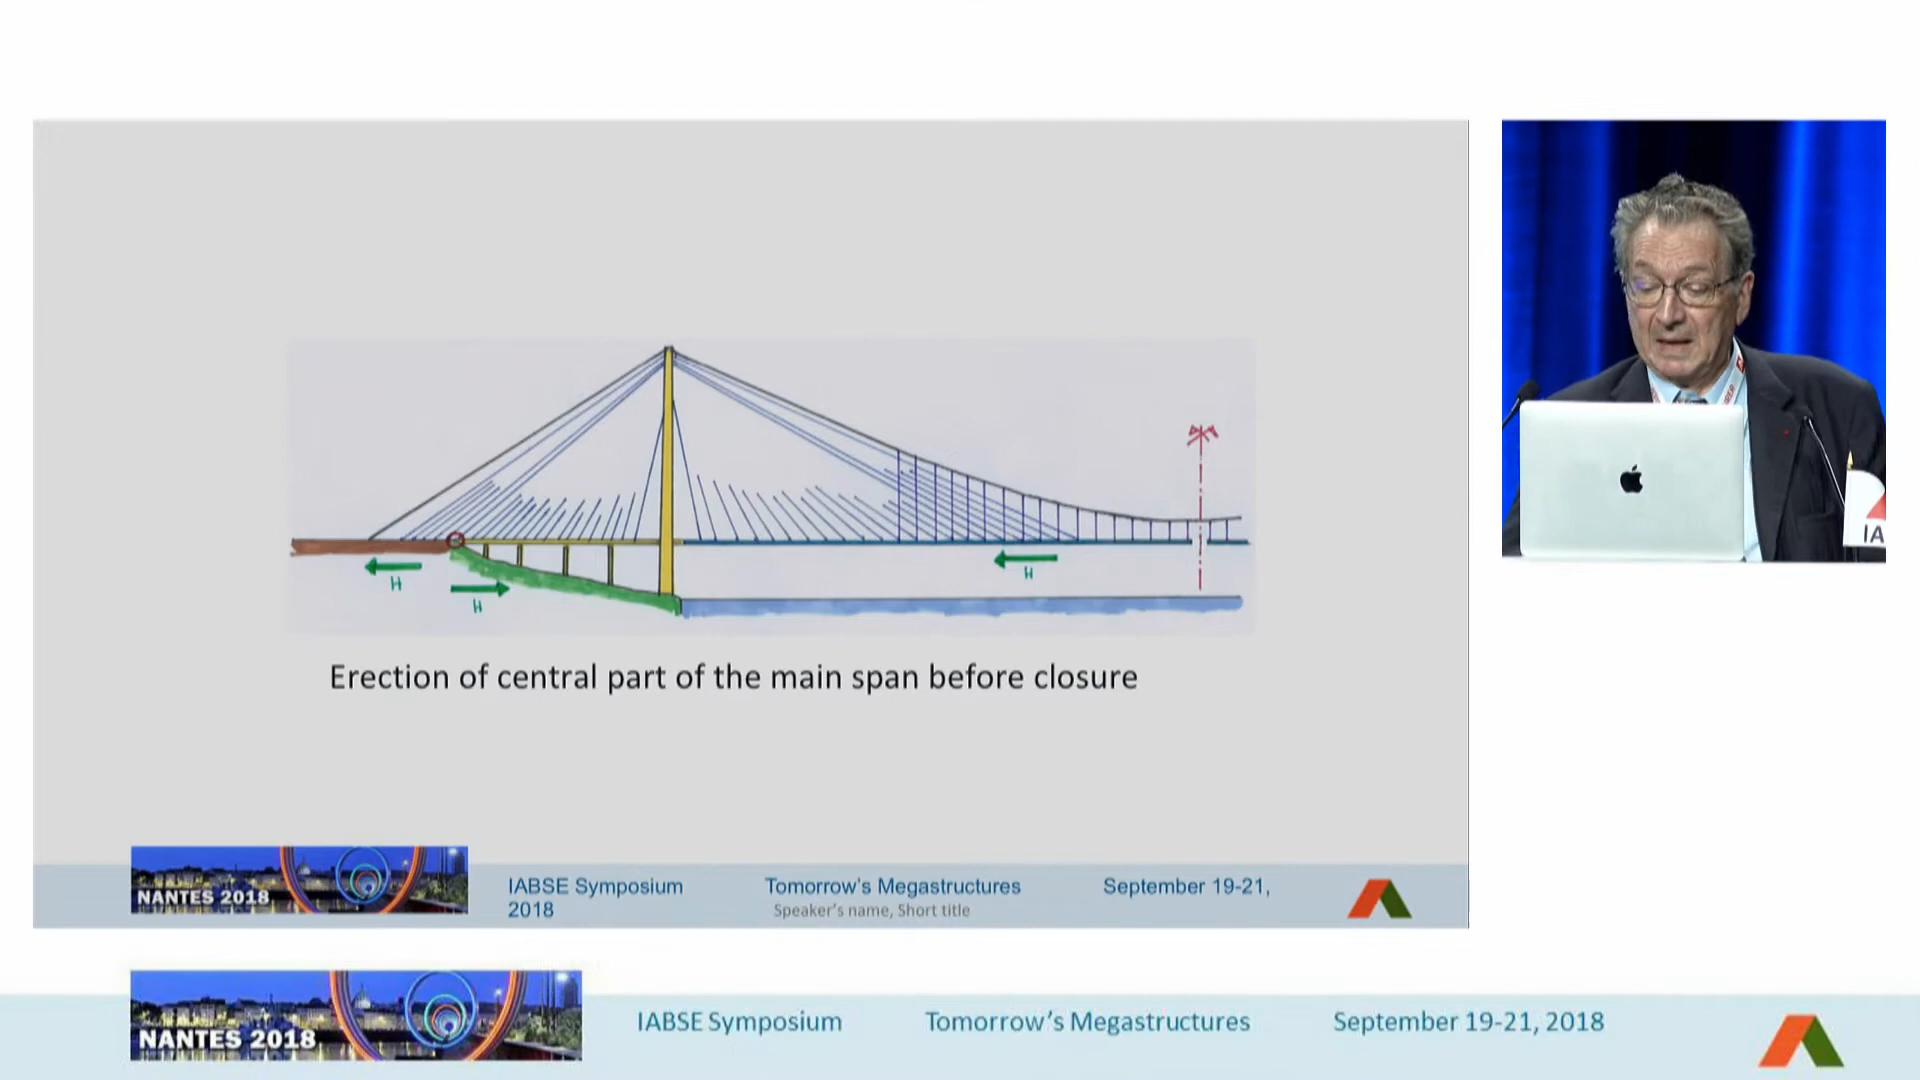 H
H
H
Erection of central part of the main span before closure
NANTES 2018
IABSE Symposium Tomorrow's Megastructures September 19-21,
2018 Speaker's name, Short title
IA
NANTES 2018
IABSE Symposium Tomorrow's Megastructures September 19-21, 2018